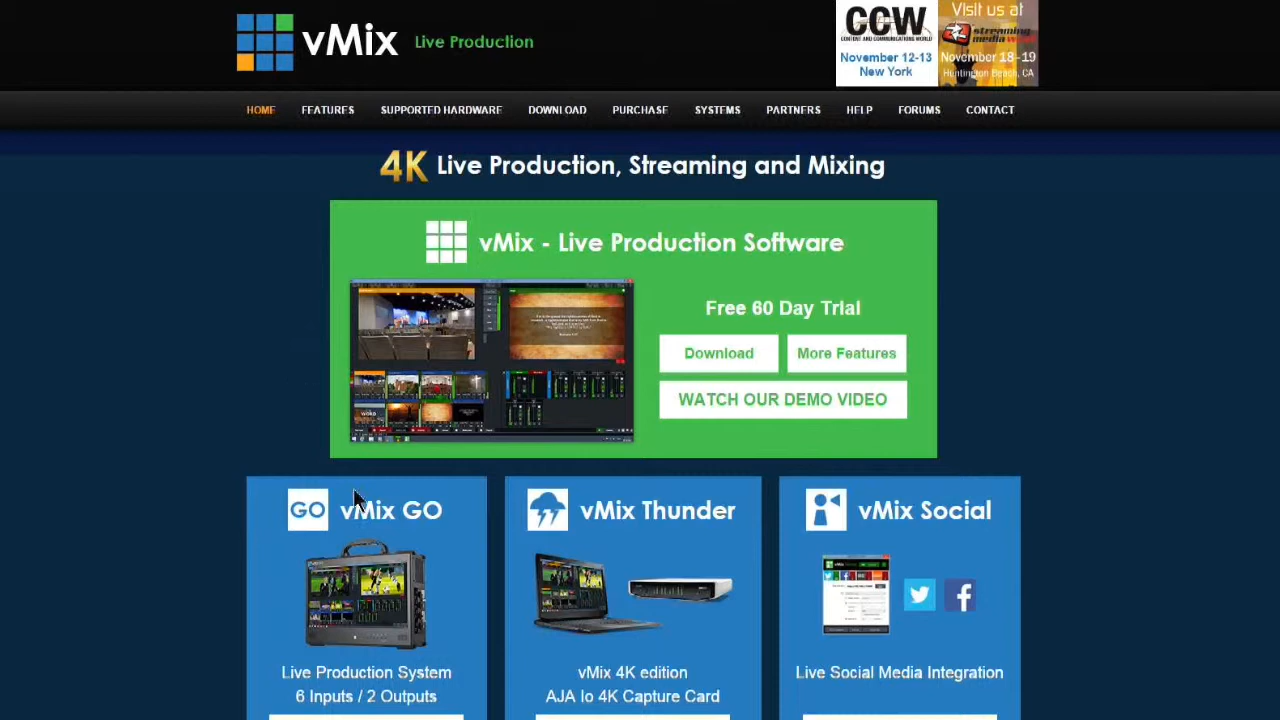 vMix Live Production
CCW
CONTENT AND COMMUNICATIONS WORLD
November 12-13
New York
Visit us at
streaming
media west
November 18-19
Huntington Beach, CA
HOME FEATURES SUPPORTED HARDWARE DOWNLOAD PURCHASE SYSTEMS PARTNERS HELP FORUMS CONTACT
4K Live Production, Streaming and Mixing
vMix - Live Production Software
Free 60 Day Trial
Download More Features
WATCH OUR DEMO VIDEO
GO vMix GO
vMix Thunder
vMix Social
Live Production System
6 Inputs / 2 Outputs
vMix 4K edition
AJA Io 4K Capture Card
Live Social Media Integration